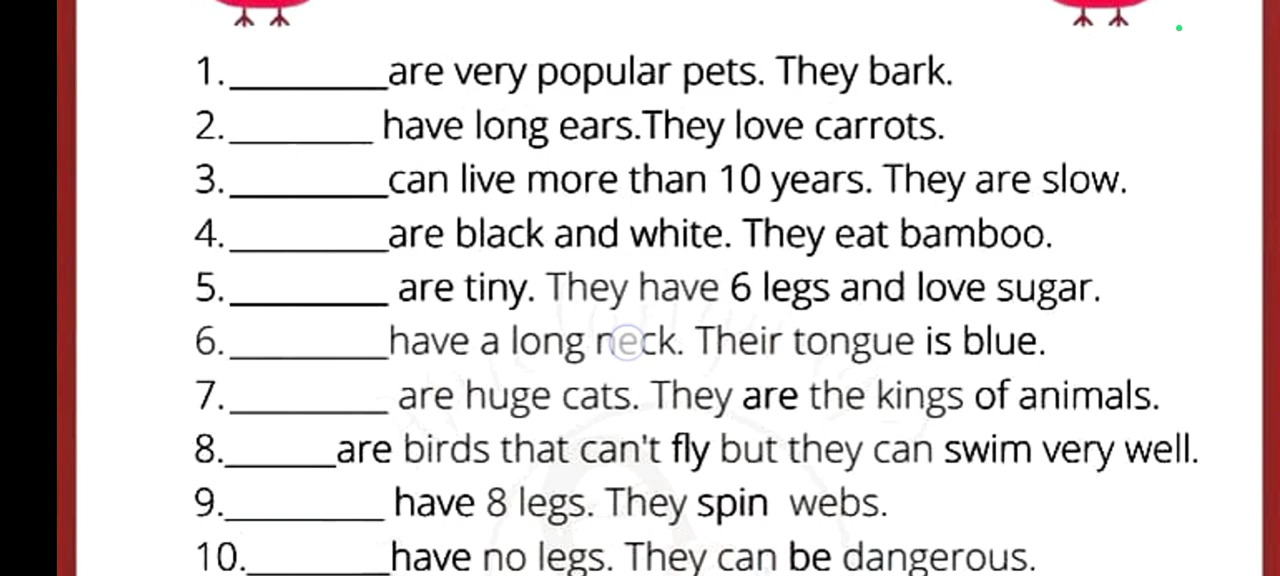 1.________are very popular pets. They bark.
2._______ have long ears.They love carrots.
3.________can live more than 10 years. They are slow.
4.________are black and white. They eat bamboo.
5.________ are tiny. They have 6 legs and love sugar.
6.________have a long neck. Their tongue is blue.
7.________ are huge cats. They are the kings of animals.
8.______are birds that can't fly but they can swim very well.
9.________ have 8 legs. They spin  webs.
10._______have no legs. They can be dangerous.